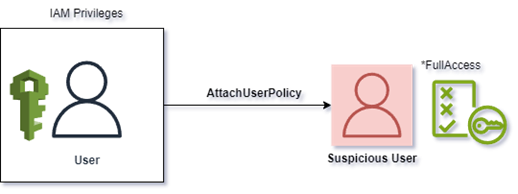 IAM Privileges
*FullAccess
AttachUserPolicy
User
Suspicious User